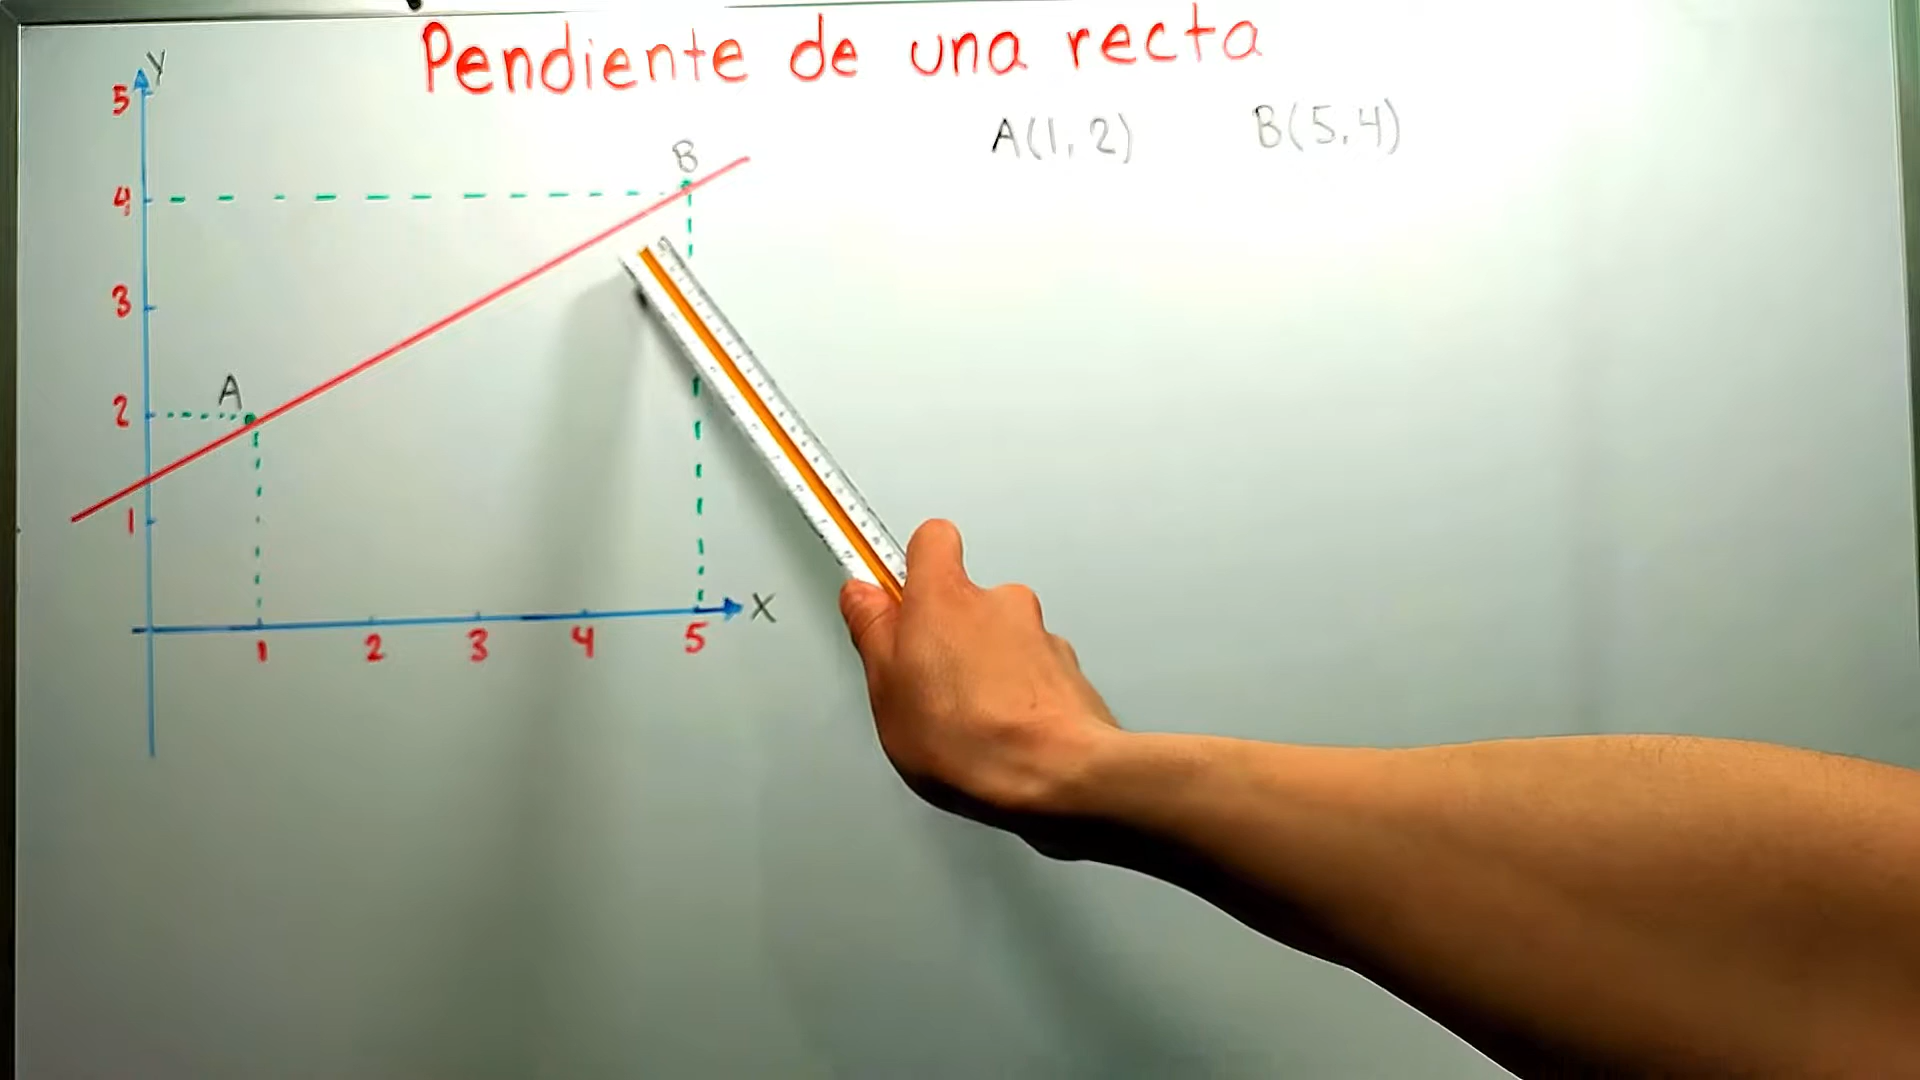 Pendiente de una recta
A(1,2) B(5,4)
y
5
B
4
3
A
2
1
x
1 2 3 4 5